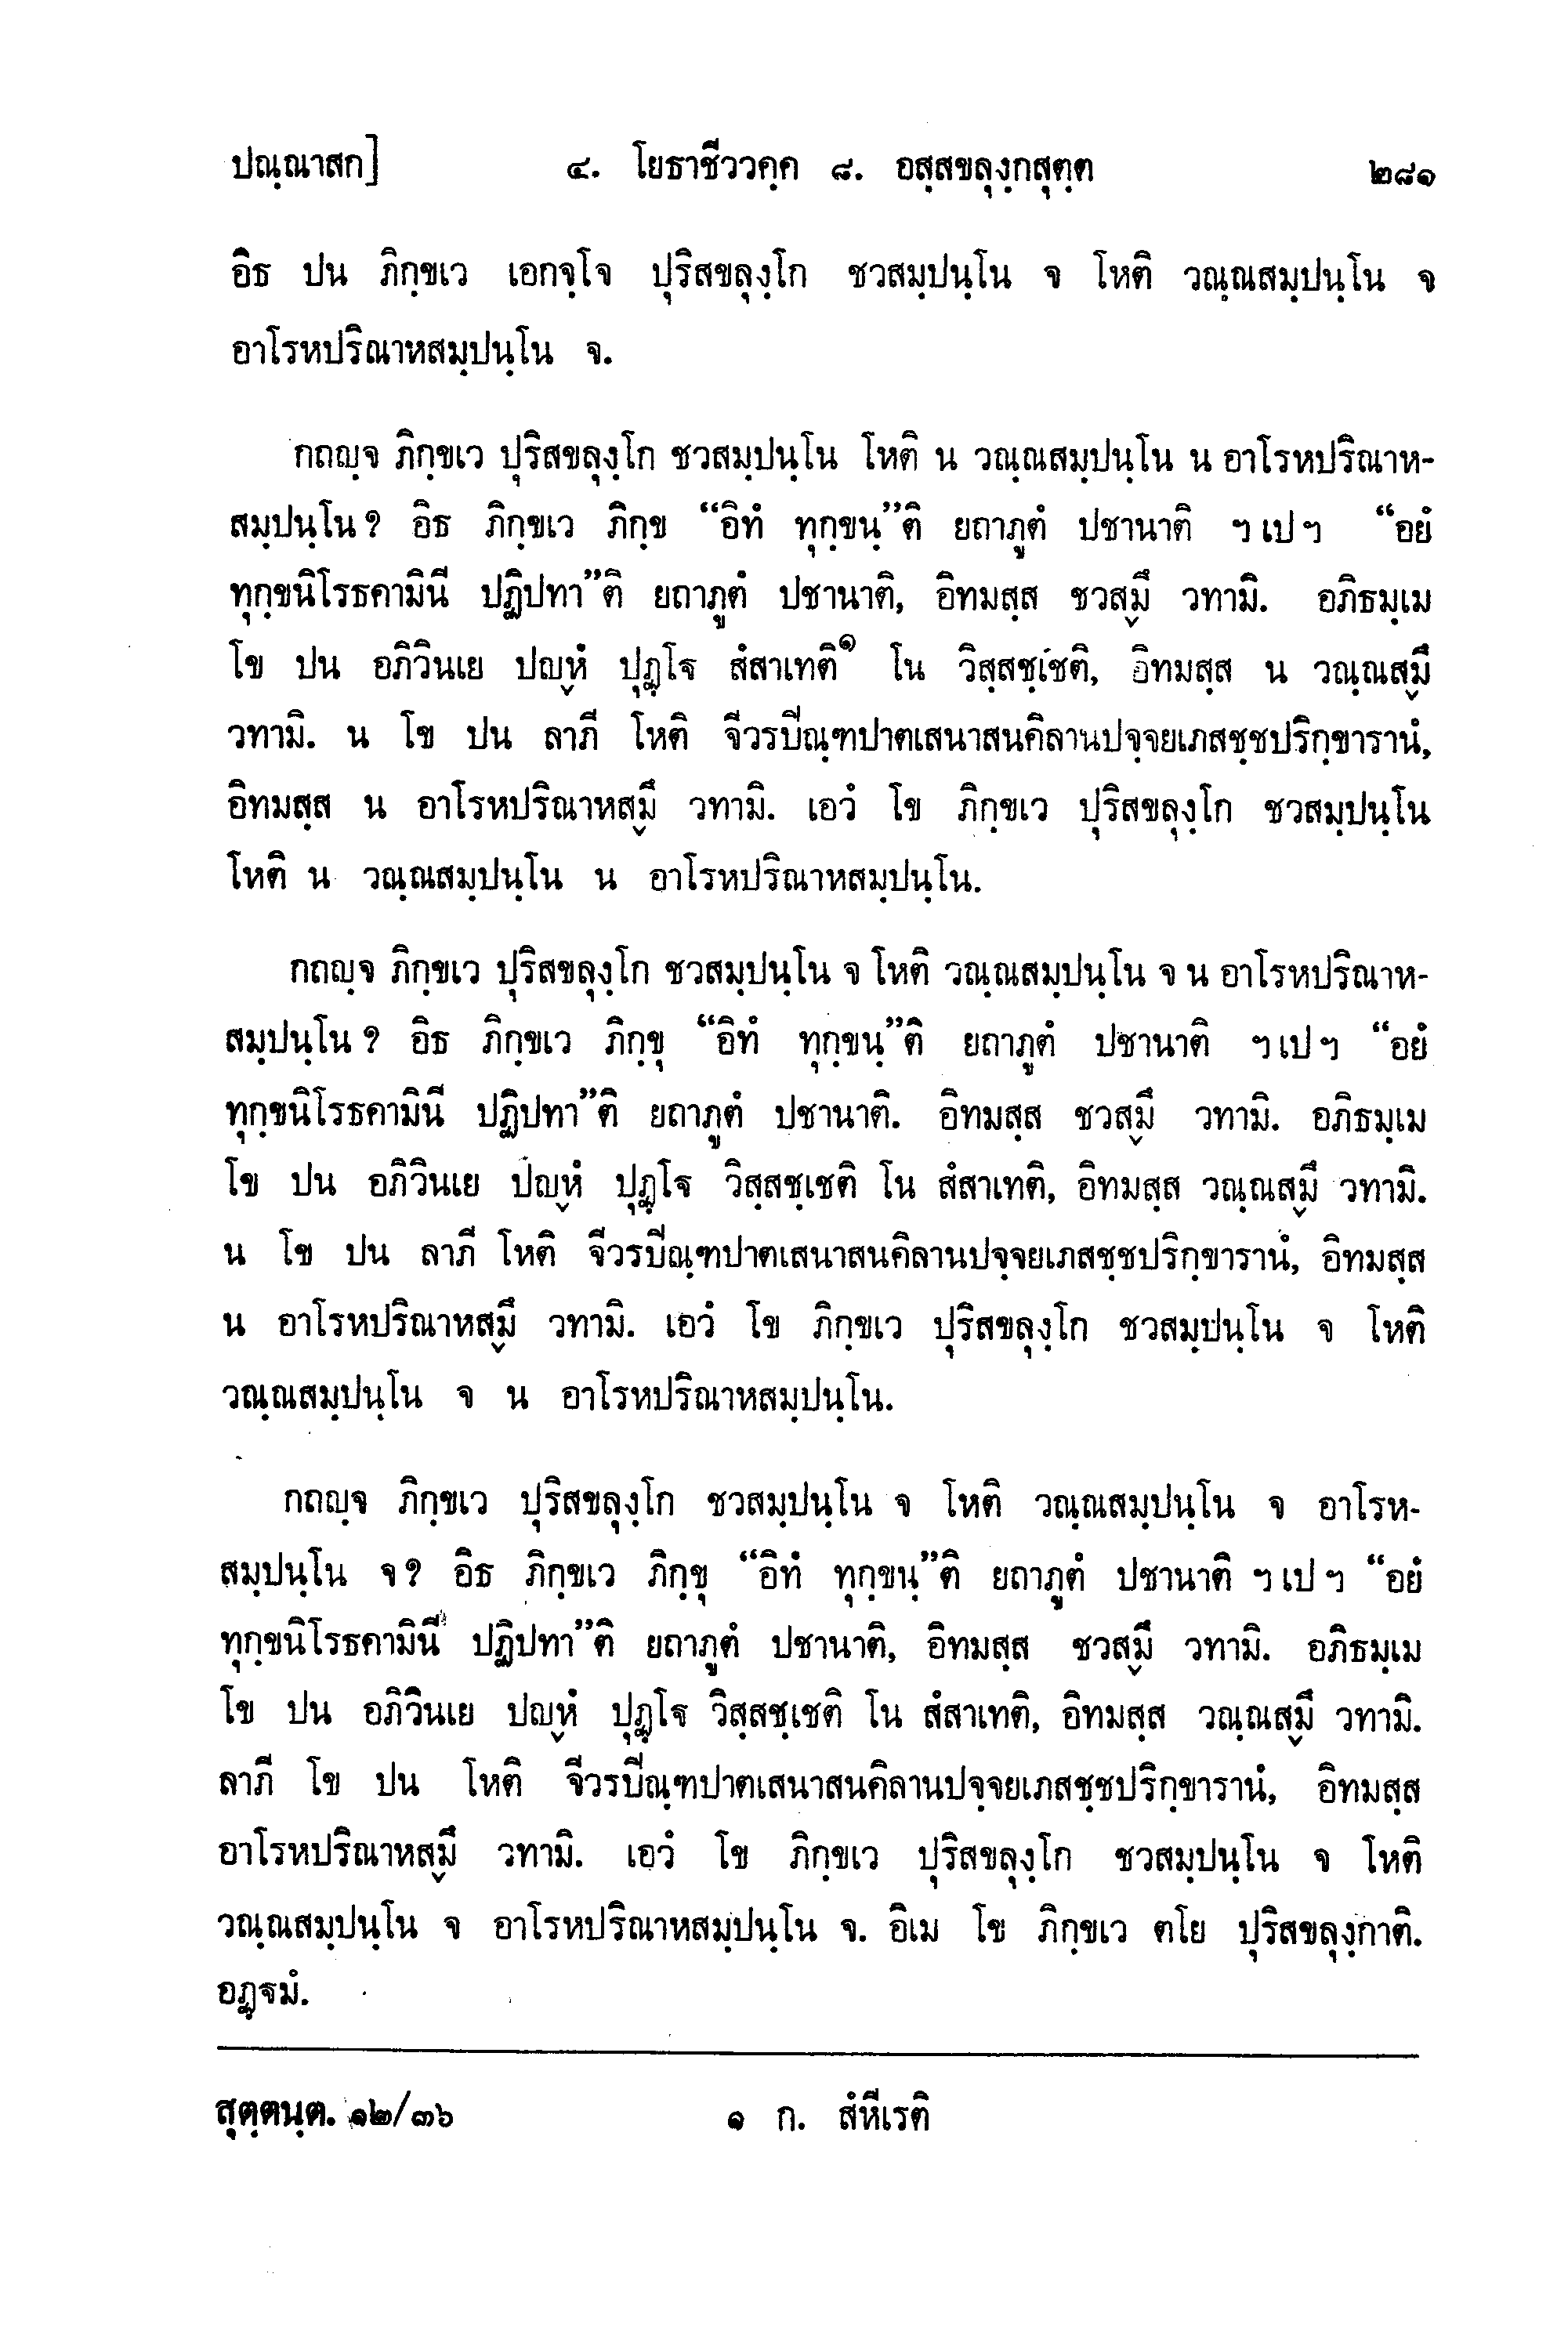 ปณฺณาสก] ๔. โยธาชีววคฺค ๘. อสฺสขลุงฺกสุตฺต ๒๘๑
อิธ ปน ภิกฺขเว เอกจฺโจ ปุริสขลุงฺโก ชวสมฺปนฺโน จ โหติ วณฺณสมฺปนฺโน จ
อาโรหปริณาหสมฺปนฺโน จ.
กถญฺจ ภิกฺขเว ปุริสขลุงฺโก ชวสมฺปนฺโน โหติ น วณฺณสมฺปนฺโน น อาโรหปริณาห-
สมฺปนฺโน? อิธ ภิกฺขเว ภิกฺข “อิทํ ทุกฺขนฺ”ติ ยถาภูตํ ปชานาติ ฯ เป ฯ “อยํ
ทุกฺขนิโรธคามินี ปฏิปทา”ติ ยถาภูตํ ปชานาติ, อิทมสฺส ชวสฺมึ วทามิ. อภิธมฺเม
โข ปน อภิวินเย ปญฺหํ ปุฏฺโฐ สํสาเทติ๑ โน วิสฺสชฺเชติ, อิทมสฺส น วณฺณสฺมึ
วทามิ. น โข ปน ลาภี โหติ จีวรปิณฺฑปาตเสนาสนคิลานปจฺจยเภสชฺชปริกฺขารานํ,
อิทมสฺส น อาโรหปริณาหสฺมึ วทามิ. เอวํ โข ภิกฺขเว ปุริสขลุงฺโก ชวสมฺปนฺโน
โหติ น วณฺณสมฺปนฺโน น อาโรหปริณาหสมฺปนฺโน.
กถญฺจ ภิกฺขเว ปุริสขลุงฺโก ชวสมฺปนฺโน จ โหติ วณฺณสมฺปนฺโน จ น อาโรหปริณาห-
สมฺปนฺโน? อิธ ภิกฺขเว ภิกฺขุ “อิทํ ทุกฺขนฺ”ติ ยถาภูตํ ปชานาติ ฯ เป ฯ “อยํ
ทุกฺขนิโรธคามินี ปฏิปทา”ติ ยถาภูตํ ปชานาติ. อิทมสฺส ชวสฺมึ วทามิ. อภิธมฺเม
โข ปน อภิวินเย ปญฺหํ ปุฏฺโฐ วิสฺสชฺเชติ โน สํสาเทติ, อิทมสฺส วณฺณสฺมึ วทามิ.
น โข ปน ลาภี โหติ จีวรปิณฺฑปาตเสนาสนคิลานปจฺจยเภสชฺชปริกฺขารานํ, อิทมสฺส
น อาโรหปริณาหสฺมึ วทามิ. เอวํ โข ภิกฺขเว ปุริสขลุงฺโก ชวสมฺปนฺโน จ โหติ
วณฺณสมฺปนฺโน จ น อาโรหปริณาหสมฺปนฺโน.
กถญฺจ ภิกฺขเว ปุริสขลุงฺโก ชวสมฺปนฺโน จ โหติ วณฺณสมฺปนฺโน จ อาโรห-
สมฺปนฺโน จ? อิธ ภิกฺขเว ภิกฺขุ “อิทํ ทุกฺขนฺ”ติ ยถาภูตํ ปชานาติ ฯ เป ฯ “อยํ
ทุกฺขนิโรธคามินี ปฏิปทา”ติ ยถาภูตํ ปชานาติ, อิทมสฺส ชวสฺมึ วทามิ. อภิธมฺเม
โข ปน อภิวินเย ปญฺหํ ปุฏฺโฐ วิสฺสชฺเชติ โน สํสาเทติ, อิทมสฺส วณฺณสฺมึ วทามิ.
ลาภี โข ปน โหติ จีวรปิณฺฑปาตเสนาสนคิลานปจฺจยเภสชฺชปริกฺขารานํ, อิทมสฺส
อาโรหปริณาหสฺมึ วทามิ. เอวํ โข ภิกฺขเว ปุริสขลุงฺโก ชวสมฺปนฺโน จ โหติ
วณฺณสมฺปนฺโน จ อาโรหปริณาหสมฺปนฺโน จ. อิเม โข ภิกฺขเว ตโย ปุริสขลุงฺกาติ.
อฏฺฐมํ.
สุตฺตนฺต. ๑๒/๓๖ ๑ ก. สํหีเรติ